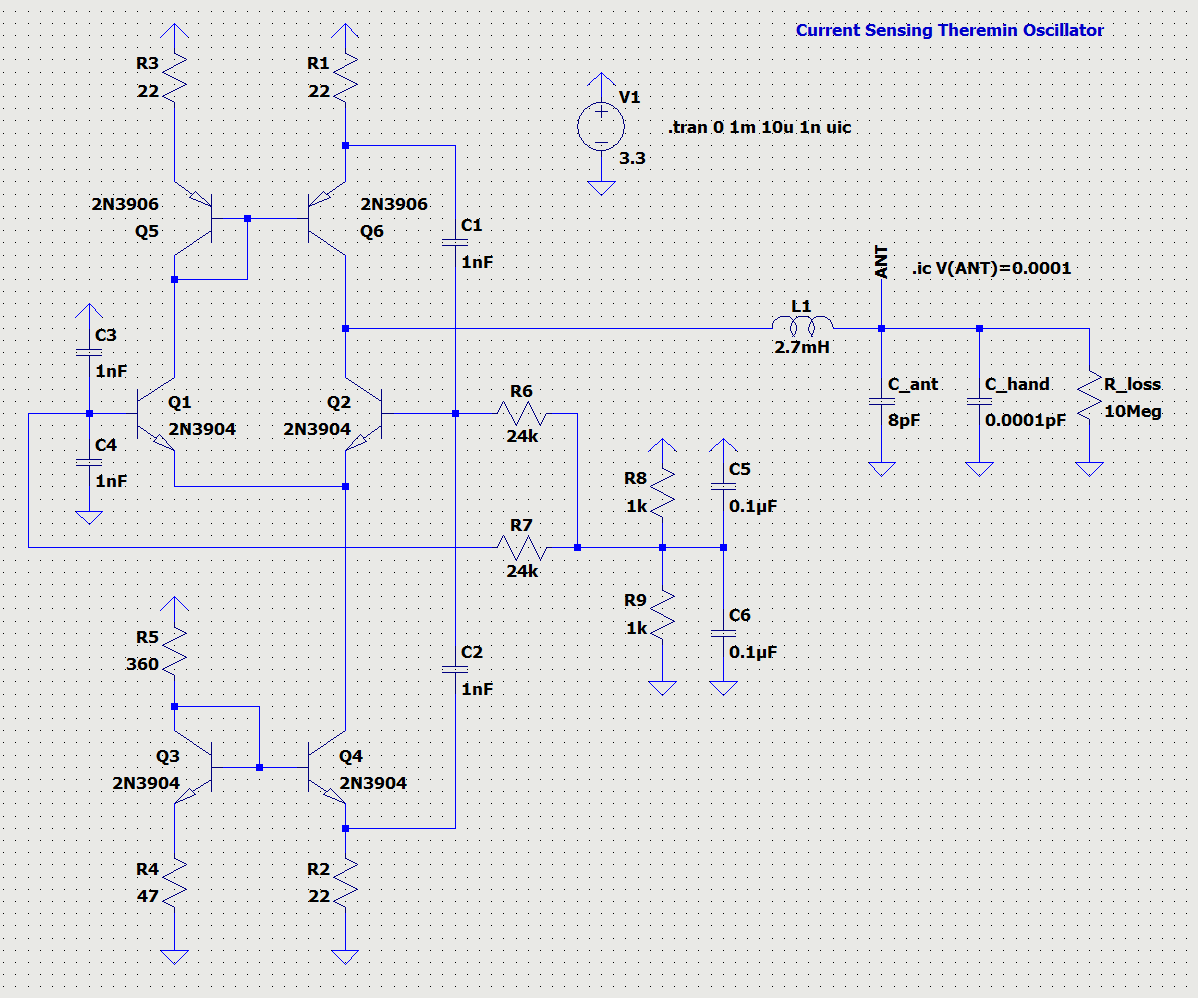 Current Sensing Theremin Oscillator
R3
22
R1
22
V1
3.3
.tran 0 1m 10u 1n uic
2N3906
Q5
2N3906
Q6
C1
1nF
ANT
.ic V(ANT)=0.0001
L1
2.7mH
C3
1nF
Q1
2N3904
Q2
2N3904
R6
24k
C_ant
8pF
C_hand
0.0001pF
R_loss
10Meg
C4
1nF
R8
1k
C5
0.1µF
R7
24k
R9
1k
C6
0.1µF
R5
360
C2
1nF
Q3
2N3904
Q4
2N3904
R4
47
R2
22